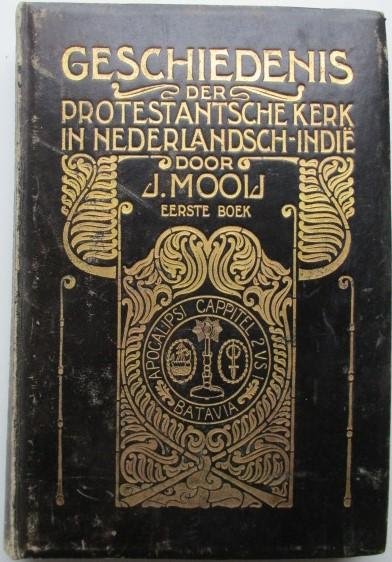 GESCHIEDENIS
DER
PROTESTANTSCHE KERK
IN NEDERLANDSCH-INDIË
DOOR
J. MOOIJ
EERSTE BOEK
APOCALIPSI CAPPITEL 2 VS
BATAVIA